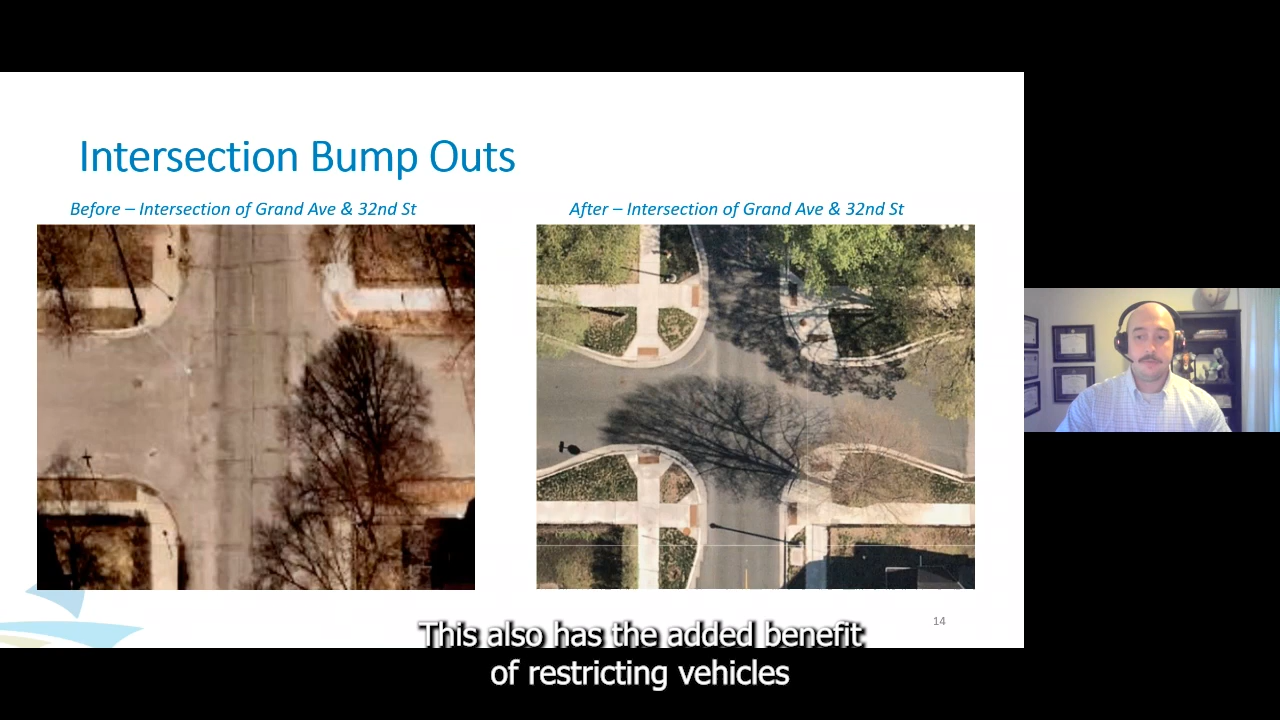 Intersection Bump Outs
Before – Intersection of Grand Ave & 32nd St
After – Intersection of Grand Ave & 32nd St
14
This also has the added benefit
of restricting vehicles